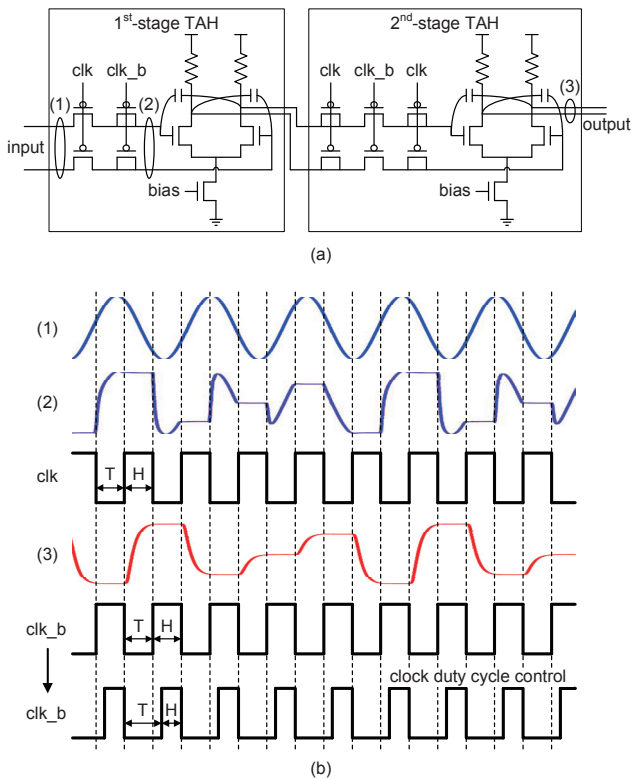 1st-stage TAH
2nd-stage TAH
clk
clk_b
clk
clk_b
clk
(1)
(2)
(3)
input
output
bias
bias
(a)
(1)
(2)
clk
T
H
(3)
clk_b
T
H
clock duty cycle control
clk_b
T
H
(b)